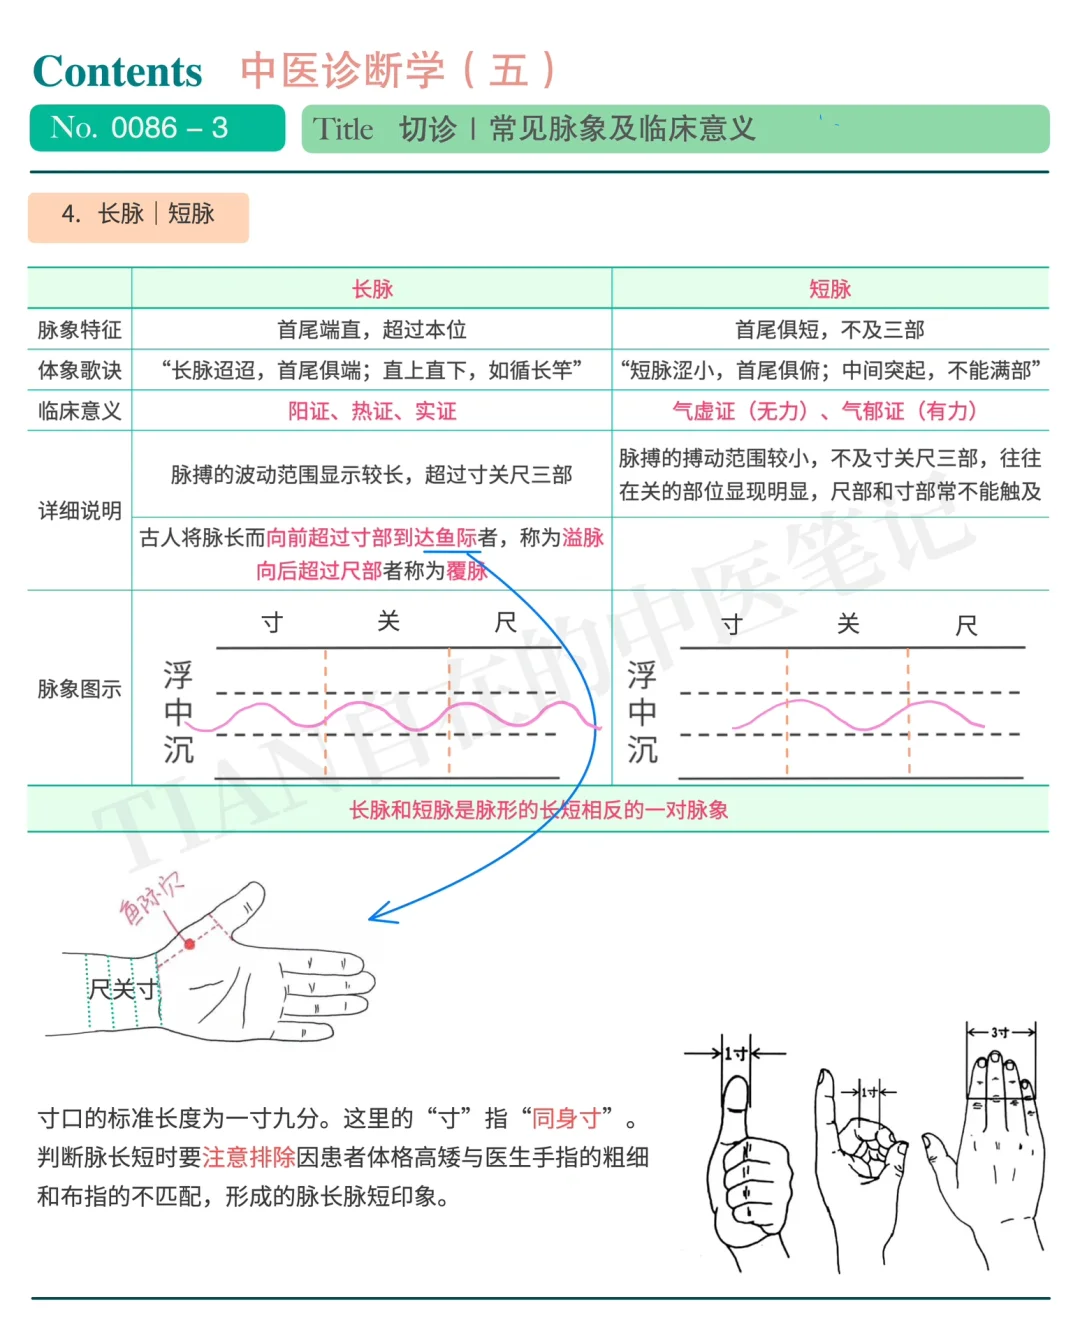 Contents 中医诊断学（五）
No. 0086 – 3
Title 切诊 | 常见脉象及临床意义
4. 长脉｜短脉
长脉 短脉
脉象特征 首尾端直，超过本位 首尾俱短，不及三部
体象歌诀 “长脉迢迢，首尾俱端；直上直下，如循长竿” “短脉涩小，首尾俱俯；中间突起，不能满部”
临床意义 阳证、热证、实证 气虚证（无力）、气郁证（有力）
详细说明
脉搏的波动范围显示较长，超过寸关尺三部
脉搏的搏动范围较小，不及寸关尺三部，往往
在关的部位显现明显，尺部和寸部常不能触及
古人将脉长而向前超过寸部到达鱼际者，称为溢脉
向后超过尺部者称为覆脉
脉象图示
寸 关 尺
浮
中
沉
寸 关 尺
浮
中
沉
长脉和短脉是脉形的长短相反的一对脉象
TIAN自在的中医笔记
鱼际穴
尺关寸
1寸
1寸
3寸
寸口的标准长度为一寸九分。这里的“寸”指“同身寸”。
判断脉长短时要注意排除因患者体格高矮与医生手指的粗细
和布指的不匹配，形成的脉长脉短印象。